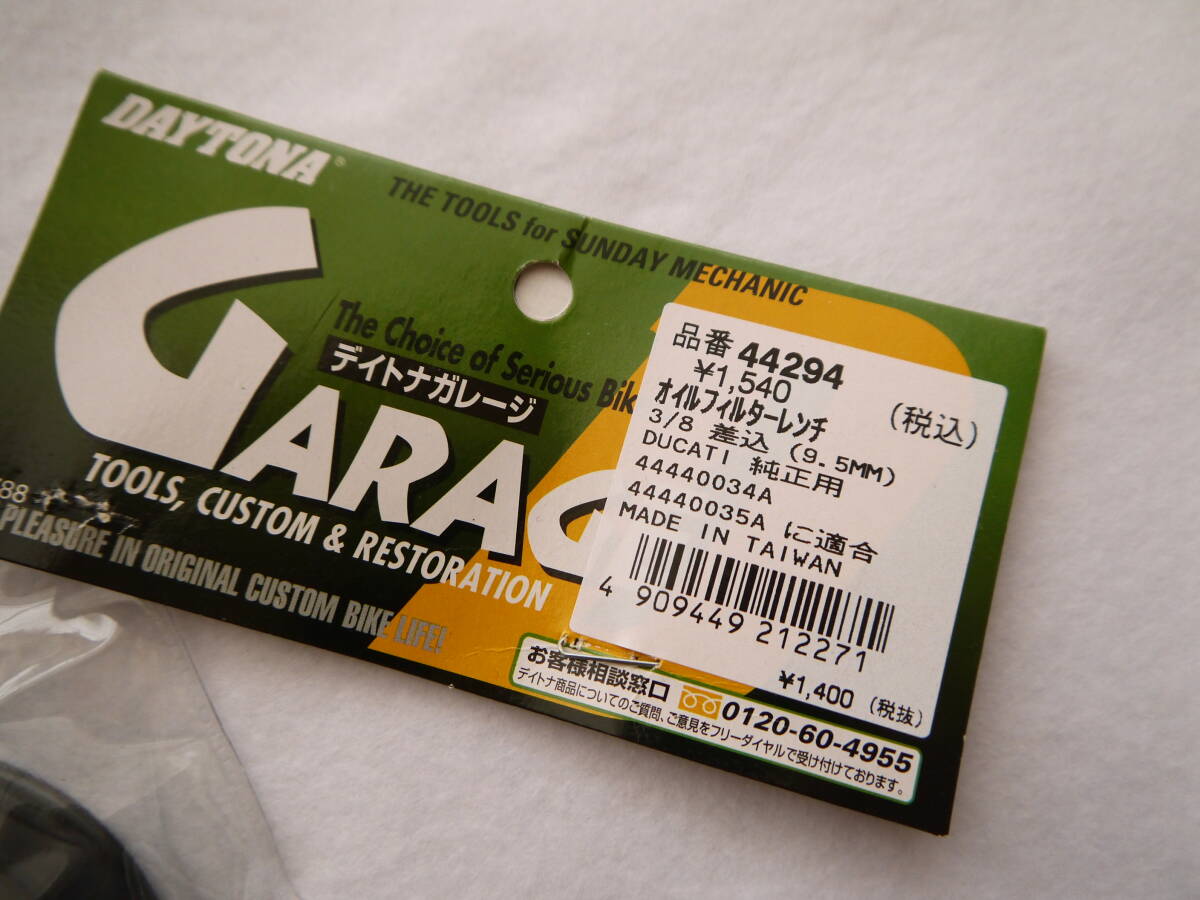 DAYTONA®
THE TOOLS for SUNDAY MECHANIC
The Choice of Serious Bik
デイトナガレージ
GARAG
TOOLS, CUSTOM & RESTORATION
PLEASURE IN ORIGINAL CUSTOM BIKE LIFE!
品番 44294
¥1,540 (税込)
オイルフィルターレンチ
3/8 差込 (9.5MM)
DUCATI 純正用
44440034A
44440035A に適合
MADE IN TAIWAN
4 909449 212271
¥1,400 (税抜)
お客様相談窓口 0120-60-4955
デイトナ商品についてのご質問、ご意見をフリーダイヤルで受け付けております。